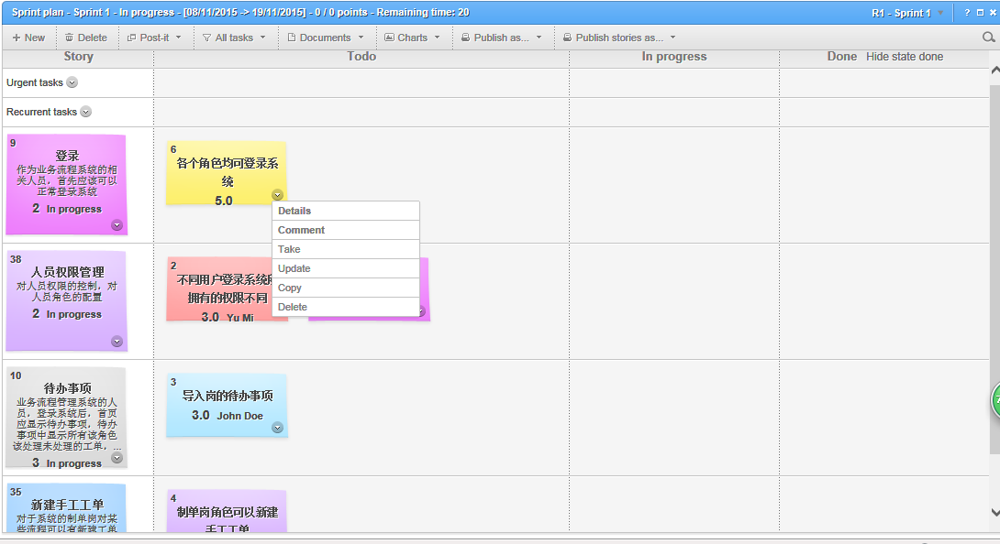 Sprint plan - Sprint 1 - In progress - [08/11/2015 -> 19/11/2015] - 0 / 0 points - Remaining time: 20
R1 - Sprint 1
?
+ New
Delete
Post-it
All tasks
Documents
Charts
Publish as...
Publish stories as...
Story
Todo
In progress
Done
Hide state done
Urgent tasks
Recurrent tasks
9
登录
作为业务流程系统的相
关人员，首先应该可以
正常登录系统
2 In progress
6
各个角色均可登录系
统
5.0
Details
Comment
Take
Update
Copy
Delete
38
人员权限管理
对人员权限的控制，对
人员角色的配置
2 In progress
2
不同用户登录系统
拥有的权限不同
3.0 Yu Mi
10
待办事项
业务流程管理系统的人
员，登录系统后，首页
应显示待办事项，待办
事项中显示所有该角色
该处理未处理的工单，...
3 In progress
3
导入岗的待办事项
3.0 John Doe
35
新建手工工单
对于系统的制单岗对某
些流程可以有新建工单
4
制单岗角色可以新建
手工工单